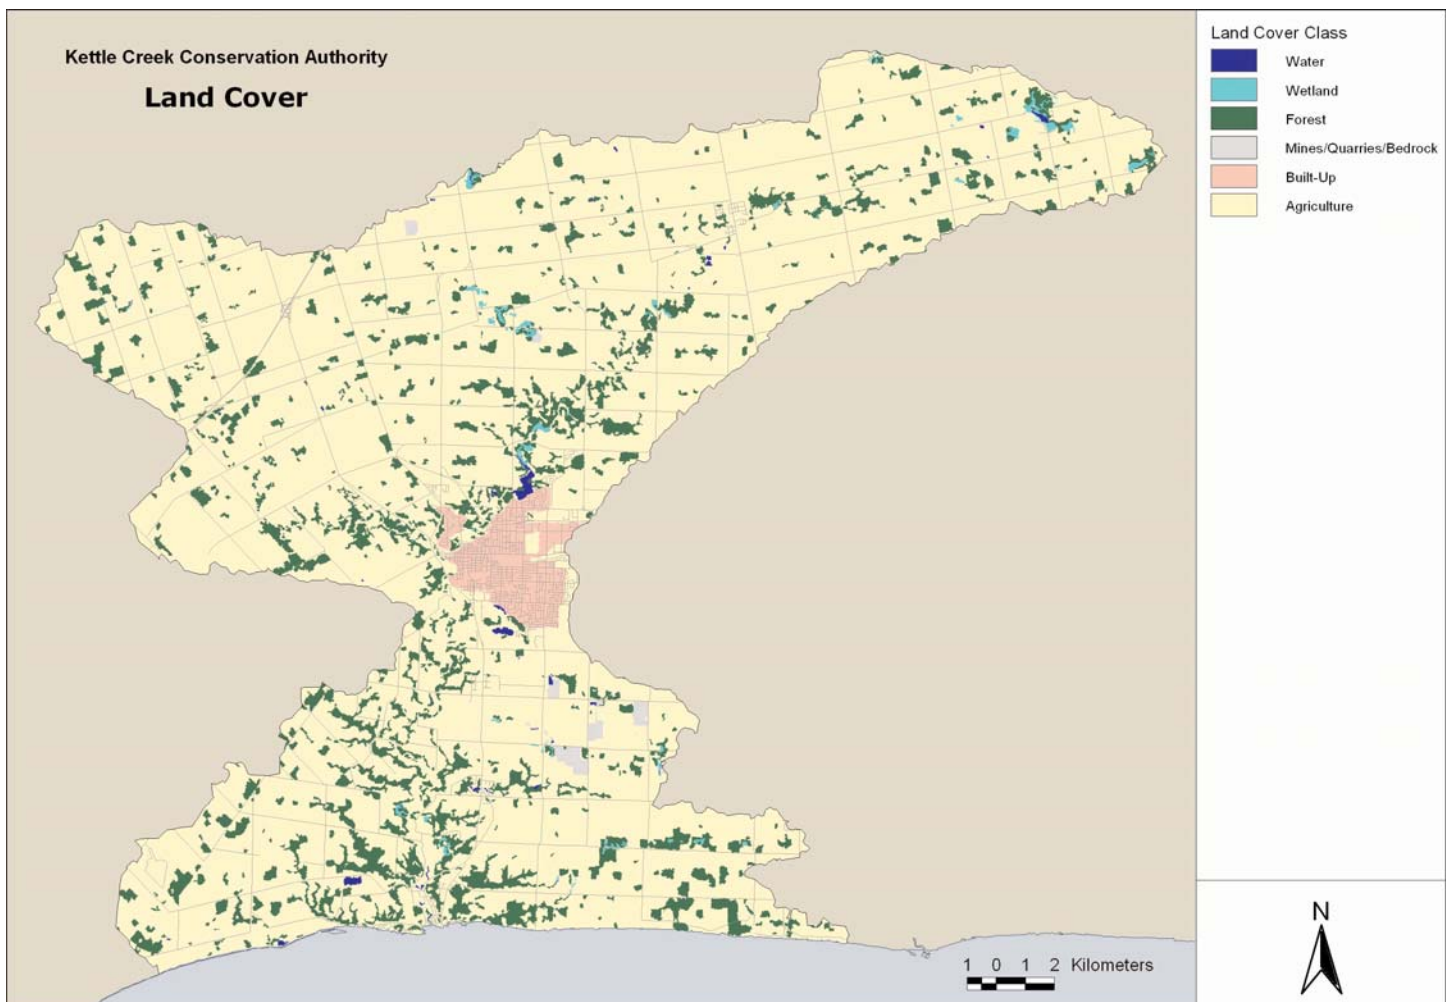 Kettle Creek Conservation Authority
Land Cover
Land Cover Class
Water
Wetland
Forest
Mines/Quarries/Bedrock
Built-Up
Agriculture
N
1 0 1 2 Kilometers